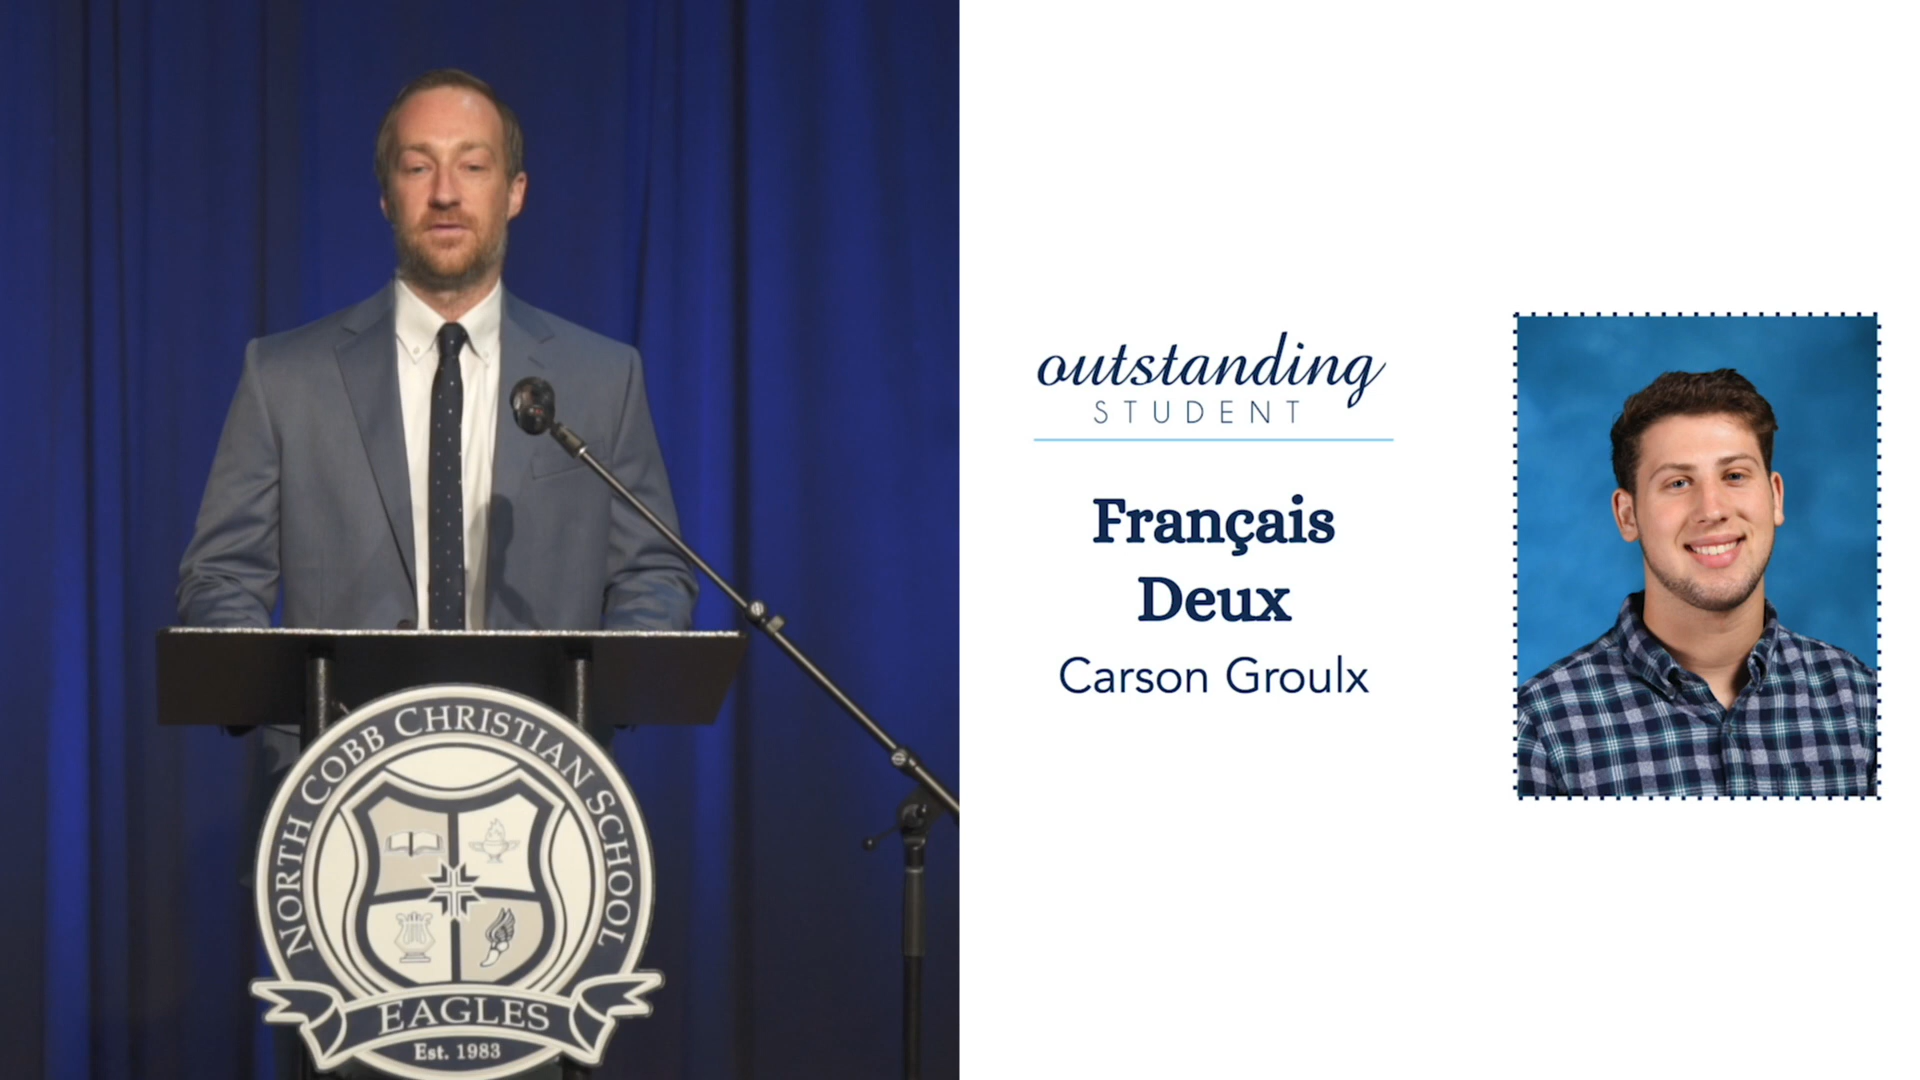 NORTH COBB CHRISTIAN SCHOOL
EAGLES
Est. 1983
outstanding
STUDENT
Français
Deux
Carson Groulx